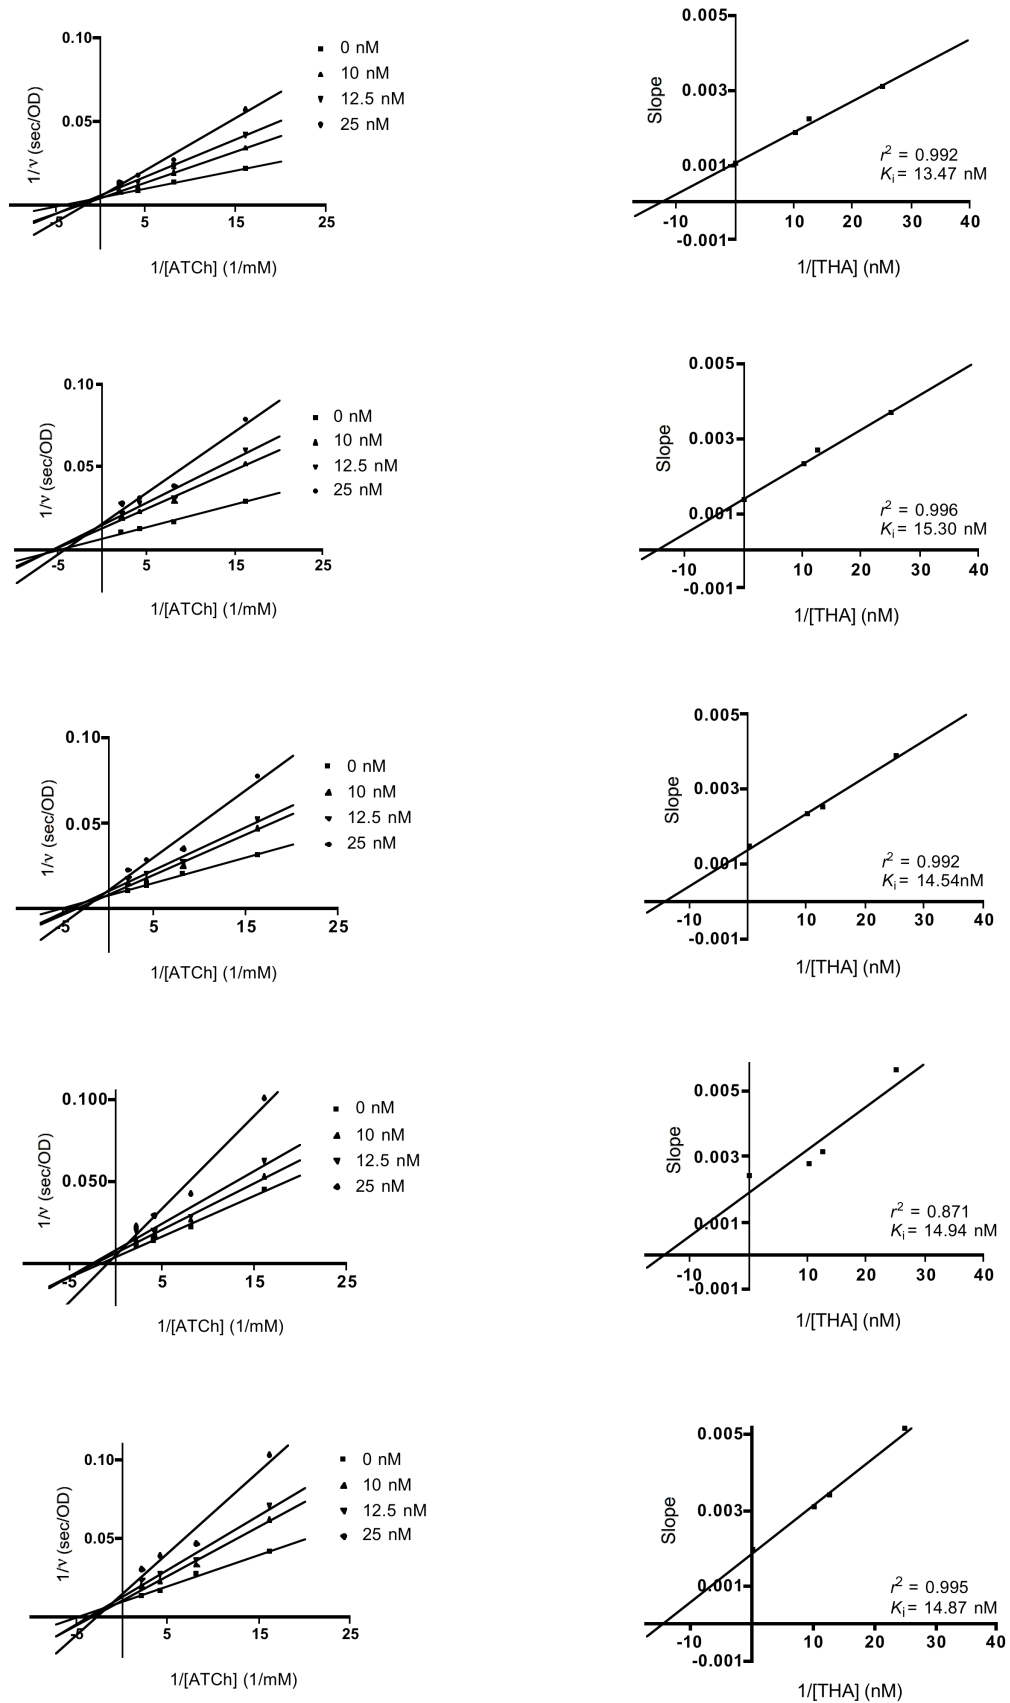 0.10
0.05
-5
5
15
25
1/ν (sec/OD)
1/[ATCh] (1/mM)
0 nM
10 nM
12.5 nM
25 nM
0.005
0.003
0.001
-0.001
-10
10
20
30
40
Slope
r² = 0.992
Ki = 13.47 nM
1/[THA] (nM)
0.10
0.05
-5
5
15
25
1/ν (sec/OD)
1/[ATCh] (1/mM)
0 nM
10 nM
12.5 nM
25 nM
0.005
0.003
0.001
-0.001
-10
10
20
30
40
Slope
r² = 0.996
Ki = 15.30 nM
1/[THA] (nM)
0.10
0.05
-5
5
15
25
1/ν (sec/OD)
1/[ATCh] (1/mM)
0 nM
10 nM
12.5 nM
25 nM
0.005
0.003
0.001
-0.001
-10
10
20
30
40
Slope
r² = 0.992
Ki = 14.54nM
1/[THA] (nM)
0.100
0.050
-5
5
15
25
1/ν (sec/OD)
1/[ATCh] (1/mM)
0 nM
10 nM
12.5 nM
25 nM
0.005
0.003
0.001
-0.001
-10
10
20
30
40
Slope
r² = 0.871
Ki = 14.94 nM
1/[THA] (nM)
0.10
0.05
-5
5
15
25
1/ν (sec/OD)
1/[ATCh] (1/mM)
0 nM
10 nM
12.5 nM
25 nM
0.005
0.003
0.001
-0.001
-10
10
20
30
40
Slope
r² = 0.995
Ki = 14.87 nM
1/[THA] (nM)